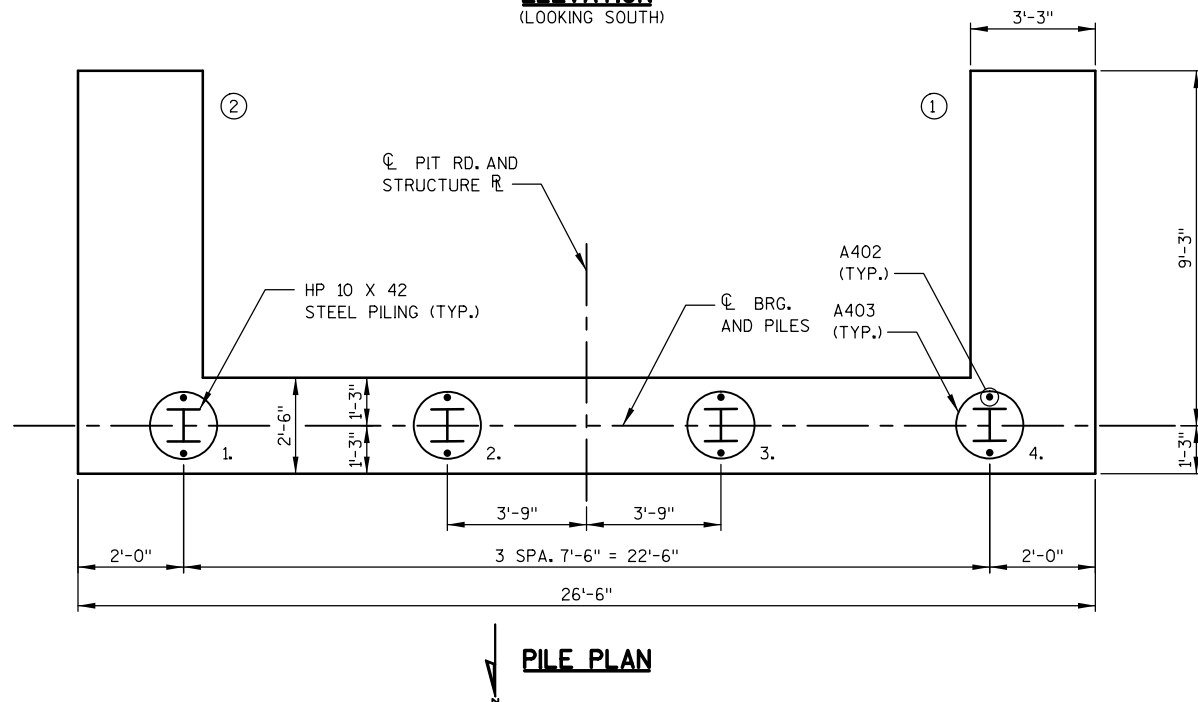 ELEVATION
(LOOKING SOUTH)
3'-3"
2
1
℄ PIT RD. AND
STRUCTURE RL
A402
(TYP.)
9'-3"
HP 10 X 42
STEEL PILING (TYP.)
℄ BRG.
AND PILES
A403
(TYP.)
1'-3"
2'-6"
1'-3"
1'-3"
1.
2.
3.
4.
3'-9"
3'-9"
2'-0"
3 SPA. 7'-6" = 22'-6"
2'-0"
26'-6"
PILE PLAN
N